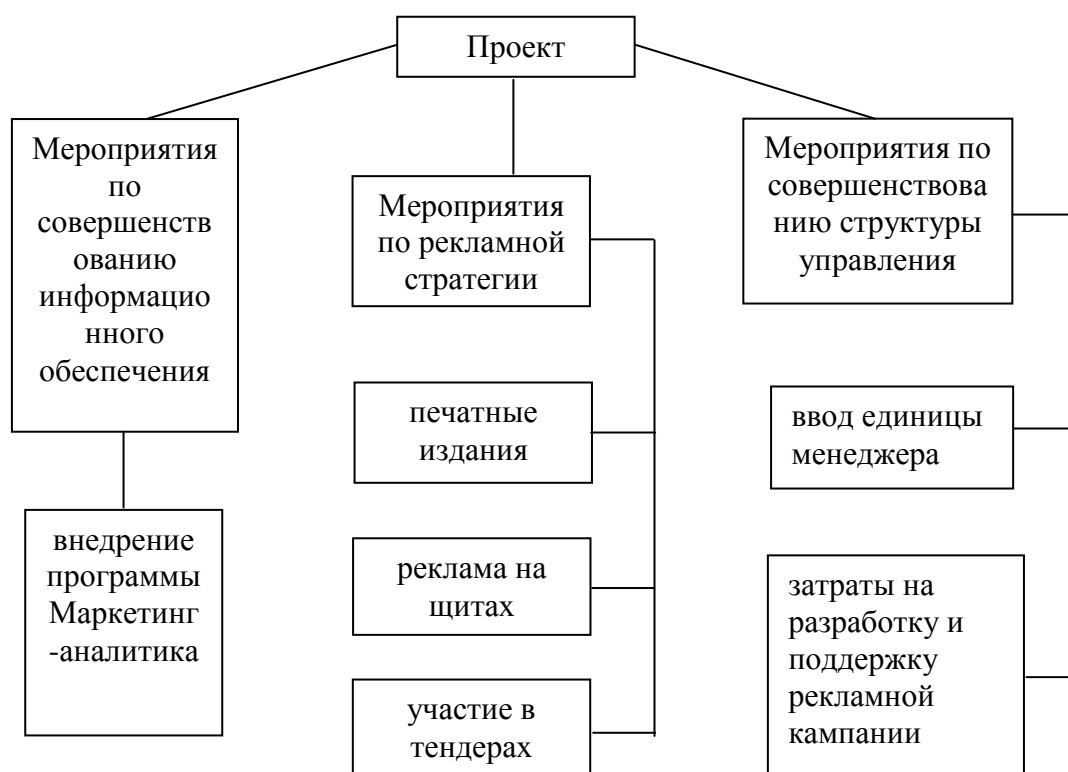 Проект
Мероприятия
по
совершенств
ованию
информацио
нного
обеспечения
Мероприятия
по рекламной
стратегии
Мероприятия по
совершенствова
нию структуры
управления
печатные
издания
ввод единицы
менеджера
внедрение
программы
Маркетинг
-аналитика
реклама на
щитах
затраты на
разработку и
поддержку
рекламной
кампании
участие в
тендерах